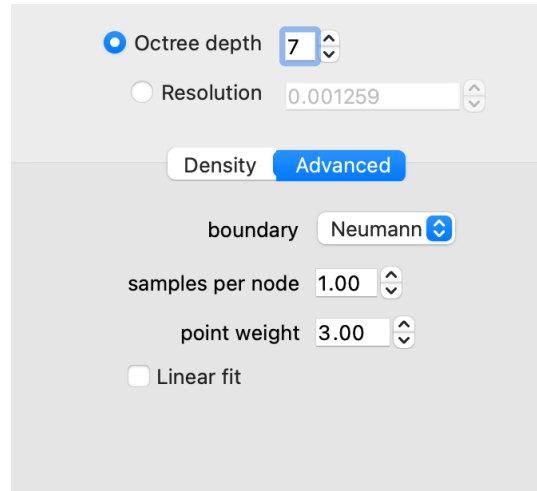 Octree depth 7
Resolution 0.001259
Density Advanced
boundary Neumann
samples per node 1.00
point weight 3.00
Linear fit